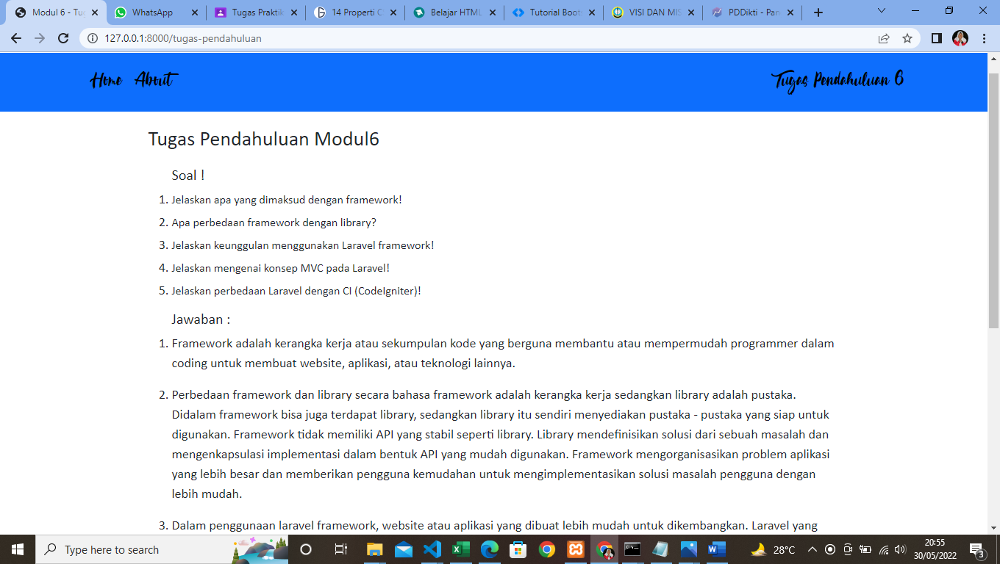 Modul 6 - Tug
WhatsApp
Tugas Praktik
14 Properti C
Belajar HTML
Tutorial Boots
VISI DAN MIS
PDDikti - Pan
127.0.0.1:8000/tugas-pendahuluan
Home About
Tugas Pendahuluan 6
Tugas Pendahuluan Modul6
Soal !
1. Jelaskan apa yang dimaksud dengan framework!
2. Apa perbedaan framework dengan library?
3. Jelaskan keunggulan menggunakan Laravel framework!
4. Jelaskan mengenai konsep MVC pada Laravel!
5. Jelaskan perbedaan Laravel dengan CI (CodeIgniter)!
Jawaban :
1. Framework adalah kerangka kerja atau sekumpulan kode yang berguna membantu atau mempermudah programmer dalam
coding untuk membuat website, aplikasi, atau teknologi lainnya.
2. Perbedaan framework dan library secara bahasa framework adalah kerangka kerja sedangkan library adalah pustaka.
Didalam framework bisa juga terdapat library, sedangkan library itu sendiri menyediakan pustaka - pustaka yang siap untuk
digunakan. Framework tidak memiliki API yang stabil seperti library. Library mendefinisikan solusi dari sebuah masalah dan
mengenkapsulasi implementasi dalam bentuk API yang mudah digunakan. Framework mengorganisasikan problem aplikasi
yang lebih besar dan memberikan pengguna kemudahan untuk mengimplementasikan solusi masalah pengguna dengan
lebih mudah.
3. Dalam penggunaan laravel framework, website atau aplikasi yang dibuat lebih mudah untuk dikembangkan. Laravel yang
Type here to search
28°C
20:55
30/05/2022
3